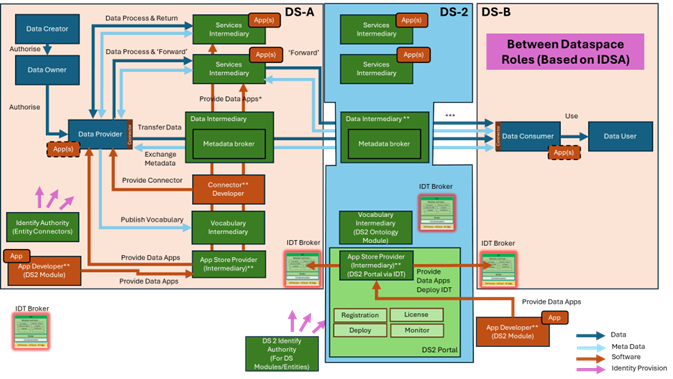 DS-A
DS-2
DS-B
Between Dataspace
Roles (Based on IDSA)
Data Creator
Authorise
Data Owner
Authorise
Data Process & Return
Services
Intermediary
App(s)
Data Process & 'Forward'
Services
Intermediary
App(s)
'Forward'
Provide Data Apps*
Services
Intermediary
App(s)
Services
Intermediary
Data Provider
App(s)
Transfer Data
Exchange
Metadata
Data Intermediary
Metadata broker
Data Intermediary **
Metadata broker
***
Data Consumer
App(s)
Use
Data User
Provide Connector
Connector**
Developer
Identify Authority
(Entity Connectors)
Publish Vocabulary
Vocabulary
Intermediary
Vocabulary
Intermediary
(DS2 Ontology
Module)
IDT Broker
App
App Developer**
(DS2 Module)
Provide Data Apps
Provide Data Apps
App Store Provider
(Intermediary)**
IDT Broker
App Store Provider
(Intermediary)**
(DS2 Portal via IDT)
Provide
Data Apps
Deploy IDT
IDT Broker
Provide Data Apps
App
App Developer**
(DS2 Module)
Registration
License
Deploy
Monitor
DS2 Portal
IDT Broker
DS 2 Identify
Authority
(For DS
Modules/Entities)
Data
Meta Data
Software
Identity Provision